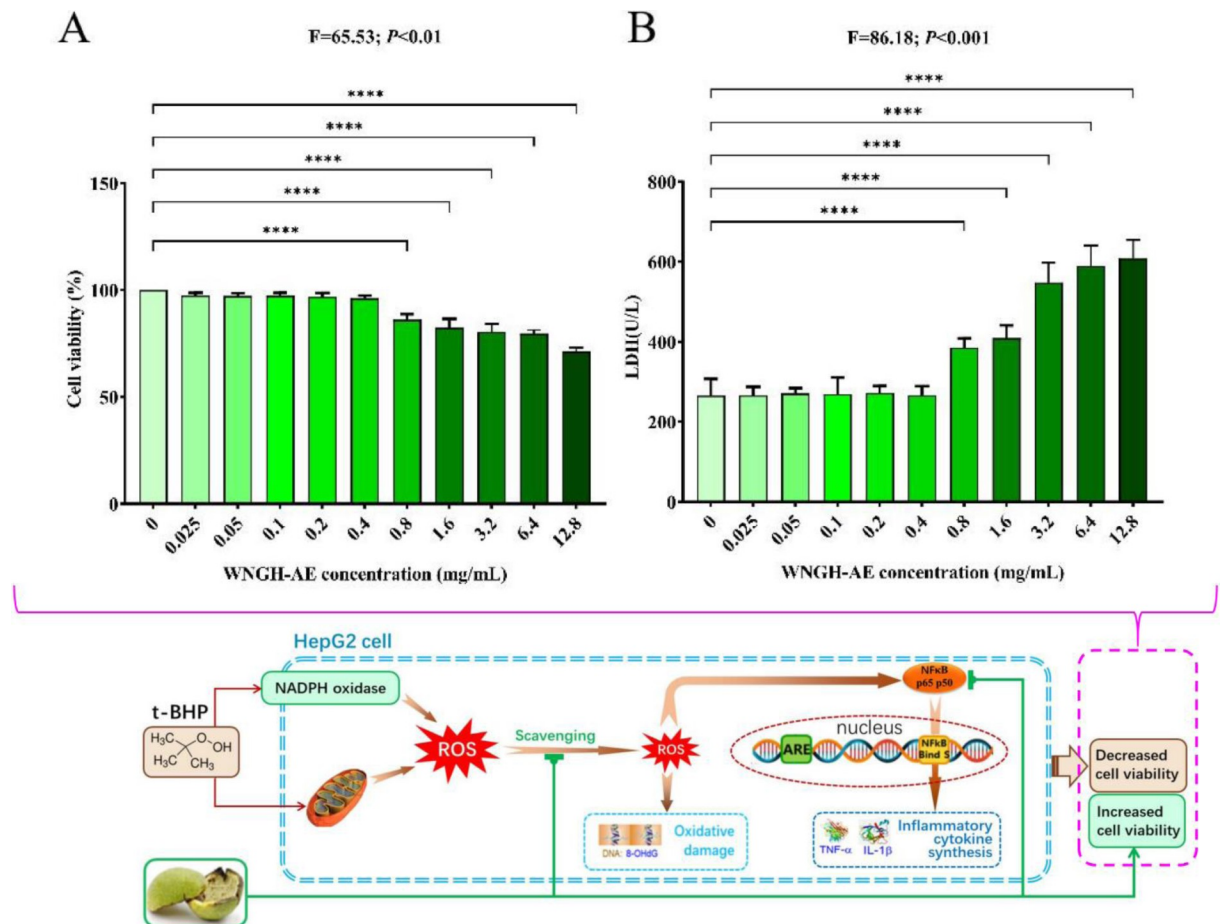 A
F=65.53; P<0.01
****
****
****
****
****
150
100
50
0
Cell viability (%)
0
0.025
0.05
0.1
0.2
0.4
0.8
1.6
3.2
6.4
12.8
WNGH-AE concentration (mg/mL)
B
F=86.18; P<0.001
****
****
****
****
****
800
600
400
200
0
LDH(U/L)
0
0.025
0.05
0.1
0.2
0.4
0.8
1.6
3.2
6.4
12.8
WNGH-AE concentration (mg/mL)
HepG2 cell
NADPH oxidase
t-BHP
H₃C
O
OH
H₃C
CH₃
ROS
Scavenging
ROS
NFκB
p65 p50
nucleus
ARE
NFκB
Bind S
Oxidative
damage
DNA: 8-OHdG
TNF-α
IL-1β
Inflammatory
cytokine
synthesis
Decreased
cell viability
Increased
cell viability